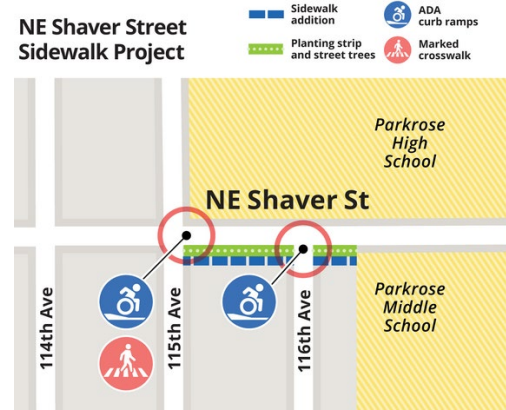 NE Shaver Street
Sidewalk Project
Sidewalk
addition
ADA
curb ramps
Planting strip
and street trees
Marked
crosswalk
Parkrose
High
School
NE Shaver St
Parkrose
Middle
School
114th Ave
115th Ave
116th Ave